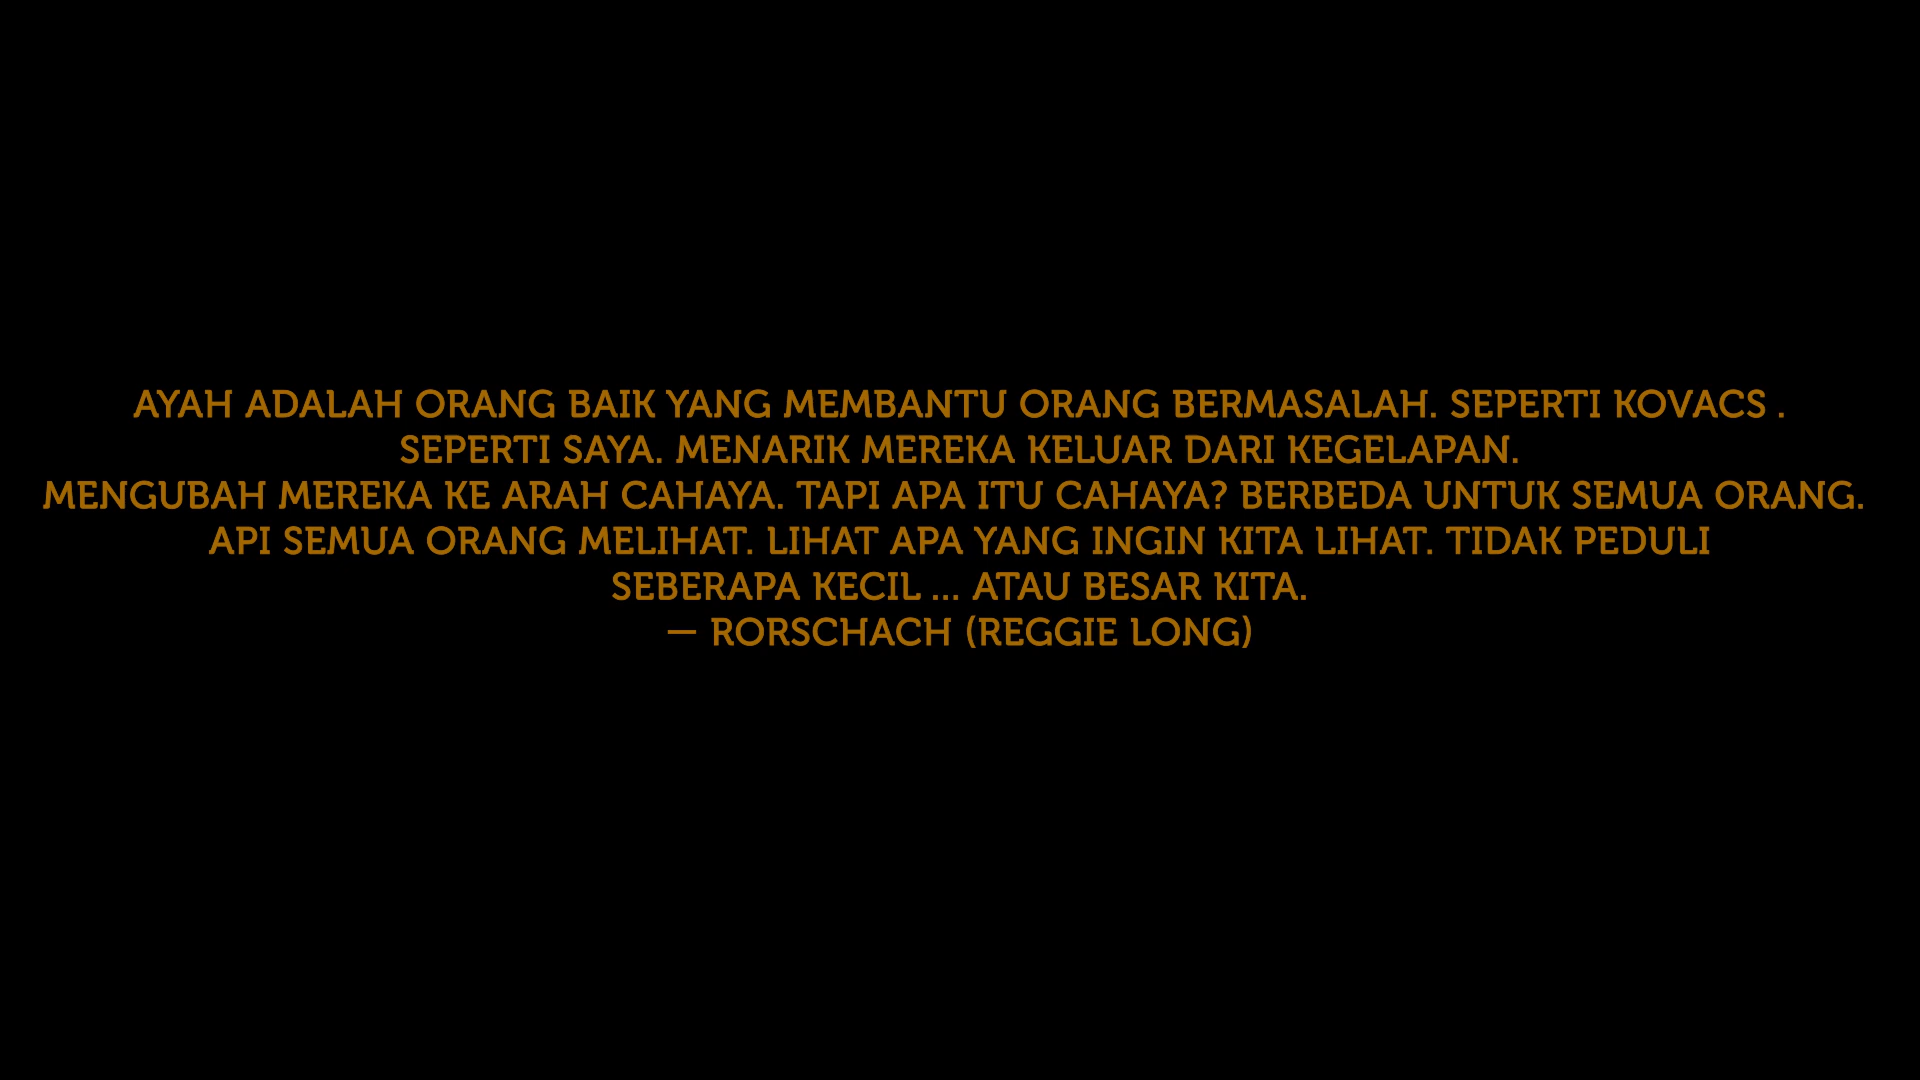 AYAH ADALAH ORANG BAIK YANG MEMBANTU ORANG BERMASALAH. SEPERTI KOVACS .
SEPERTI SAYA. MENARIK MEREKA KELUAR DARI KEGELAPAN.
MENGUBAH MEREKA KE ARAH CAHAYA. TAPI APA ITU CAHAYA? BERBEDA UNTUK SEMUA ORANG.
API SEMUA ORANG MELIHAT. LIHAT APA YANG INGIN KITA LIHAT. TIDAK PEDULI
SEBERAPA KECIL ... ATAU BESAR KITA.
— RORSCHACH (REGGIE LONG)